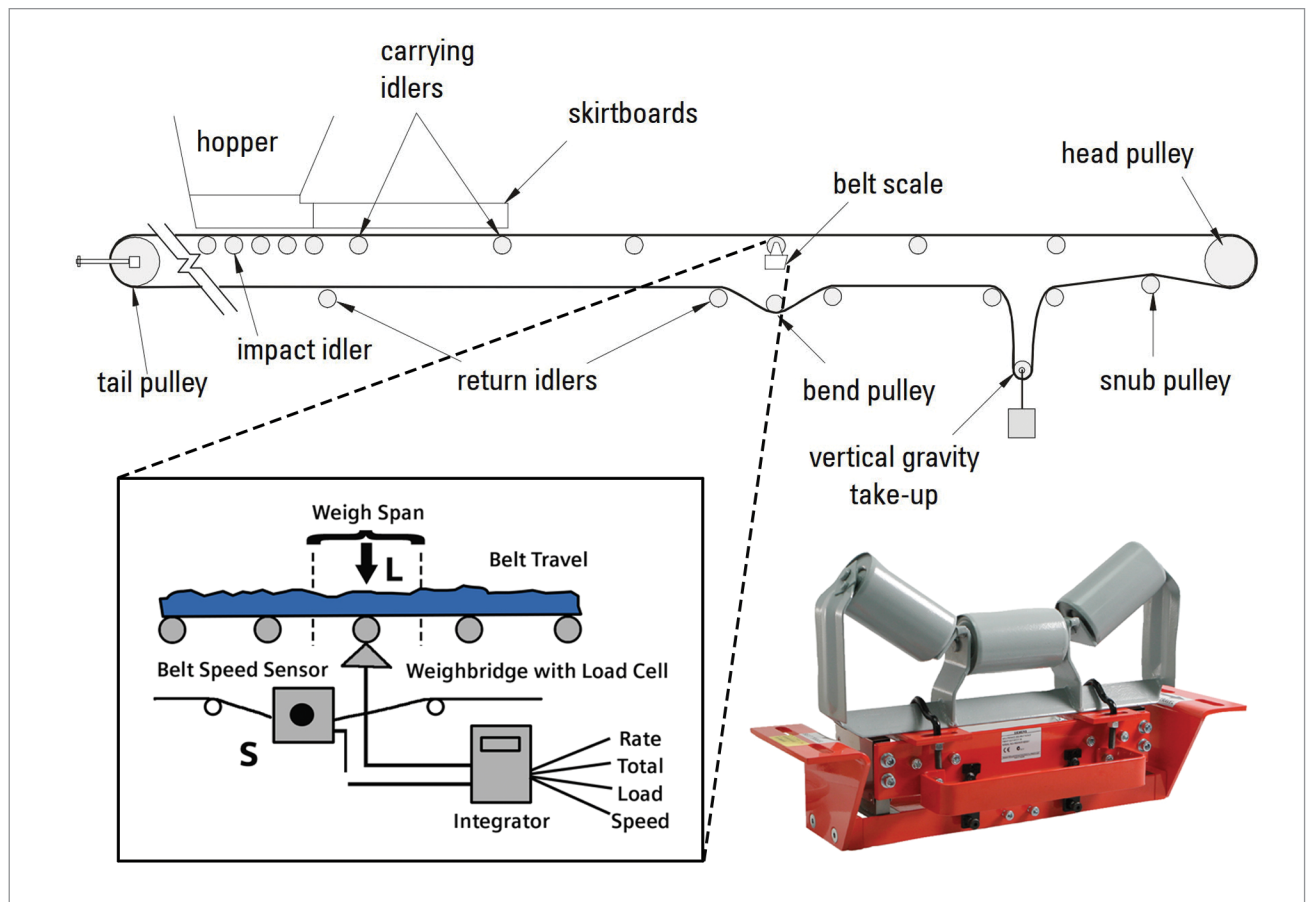 carrying
idlers
skirtboards
hopper
head pulley
belt scale
impact idler
tail pulley
return idlers
bend pulley
snub pulley
vertical gravity
take-up
Weigh Span
L
Belt Travel
Belt Speed Sensor
Weighbridge with Load Cell
S
Rate
Total
Load
Speed
Integrator